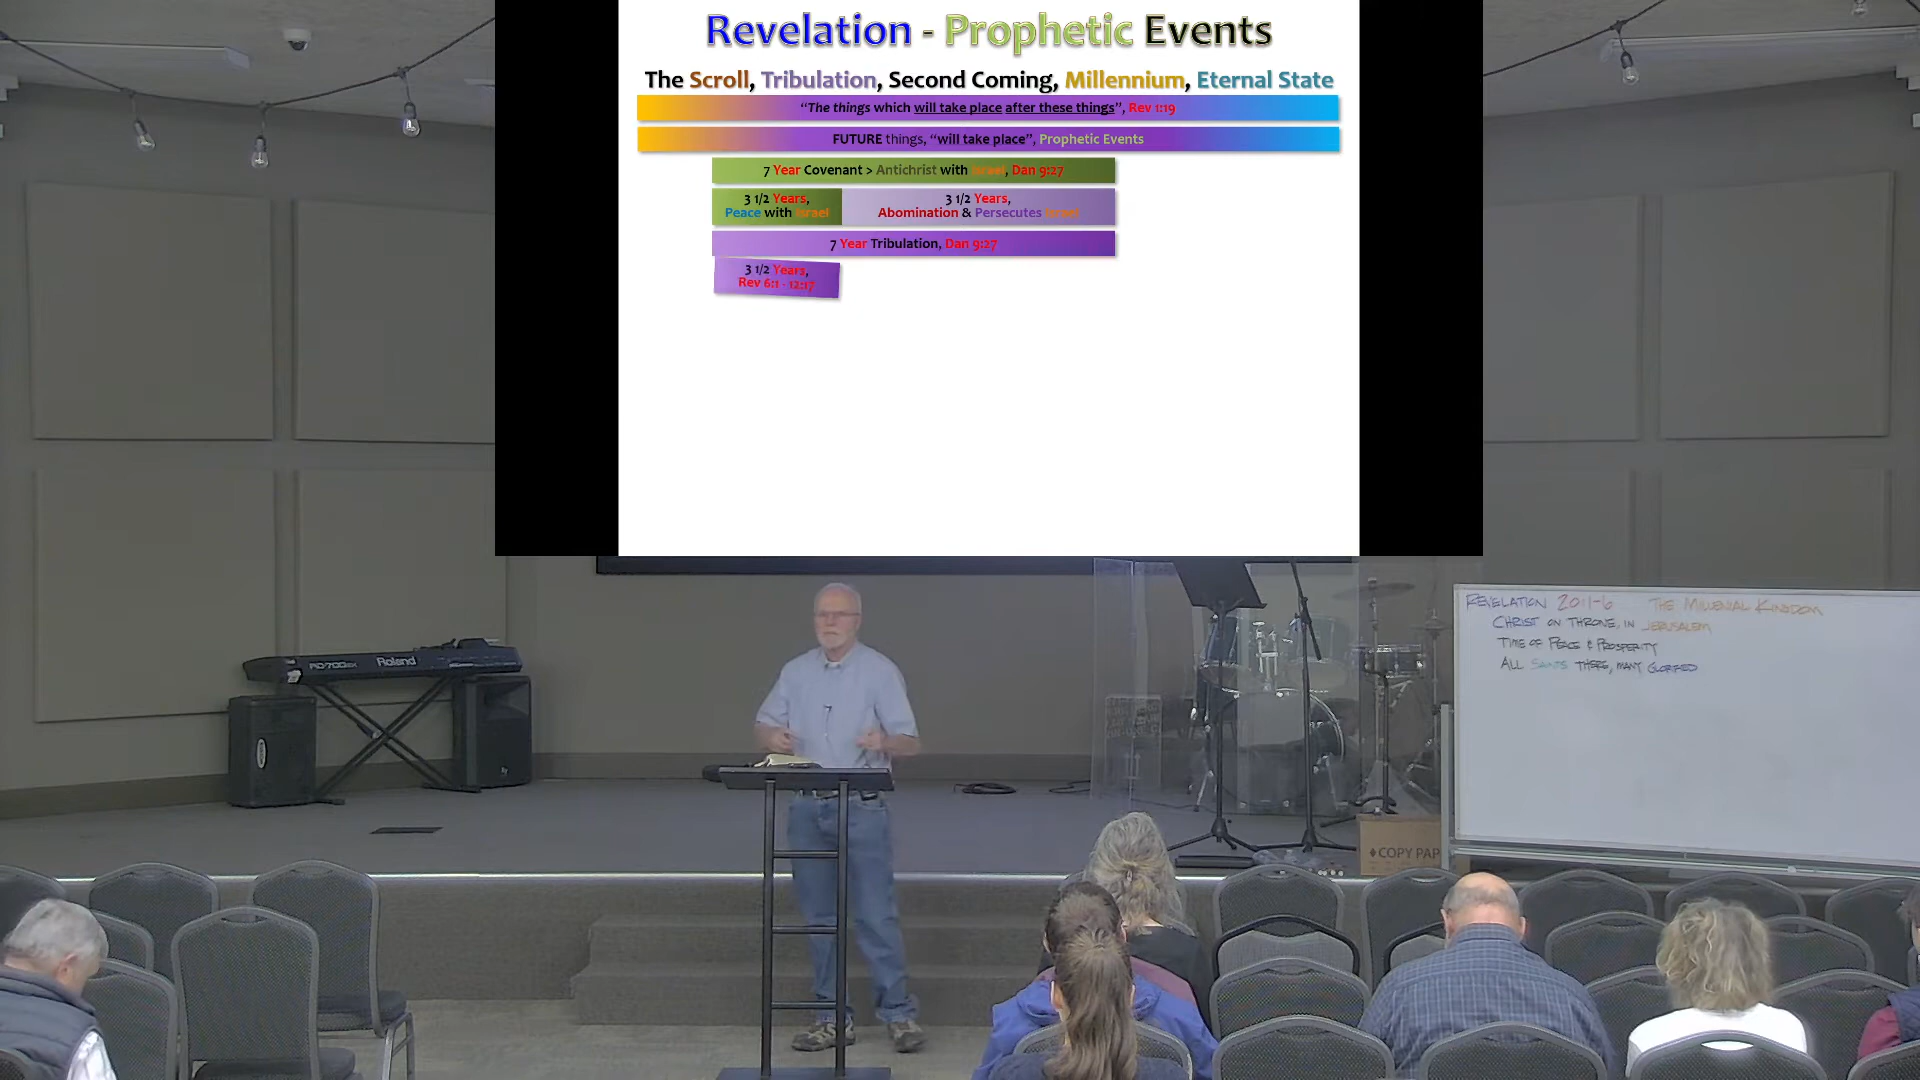 Revelation - Prophetic Events
The Scroll, Tribulation, Second Coming, Millennium, Eternal State
“The things which will take place after these things”, Rev 1:19
FUTURE things, “will take place”, Prophetic Events
7 Year Covenant > Antichrist with Israel, Dan 9:27
3 1/2 Years,
Peace with Israel
3 1/2 Years,
Abomination & Persecutes Israel
7 Year Tribulation, Dan 9:27
3 1/2 Years,
Rev 6:1 - 12:17
REVELATION 20:1-6 THE MILLENIAL KINGDOM
CHRIST ON THRONE, IN JERUSALEM
TIME OF PEACE & PROSPERITY
ALL SAINTS THERE, MANY GLORIFIED
Roland
COPY PAP